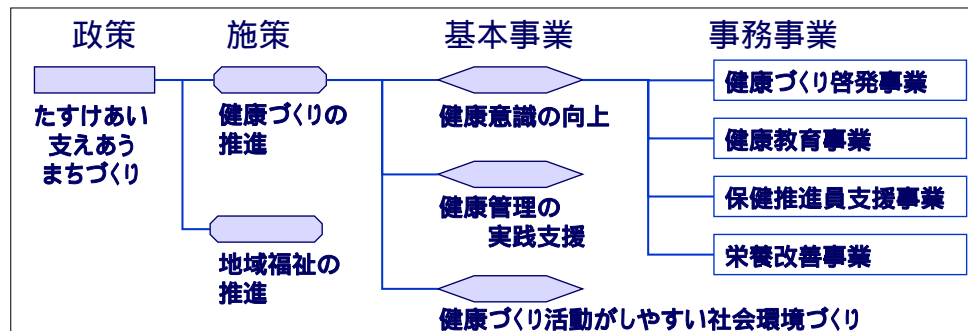 政策
施策
基本事業
事務事業
たすけあい
支えあう
まちづくり
健康づくりの
推進
地域福祉の
推進
健康意識の向上
健康管理の
実践支援
健康づくり活動がしやすい社会環境づくり
健康づくり啓発事業
健康教育事業
保健推進員支援事業
栄養改善事業